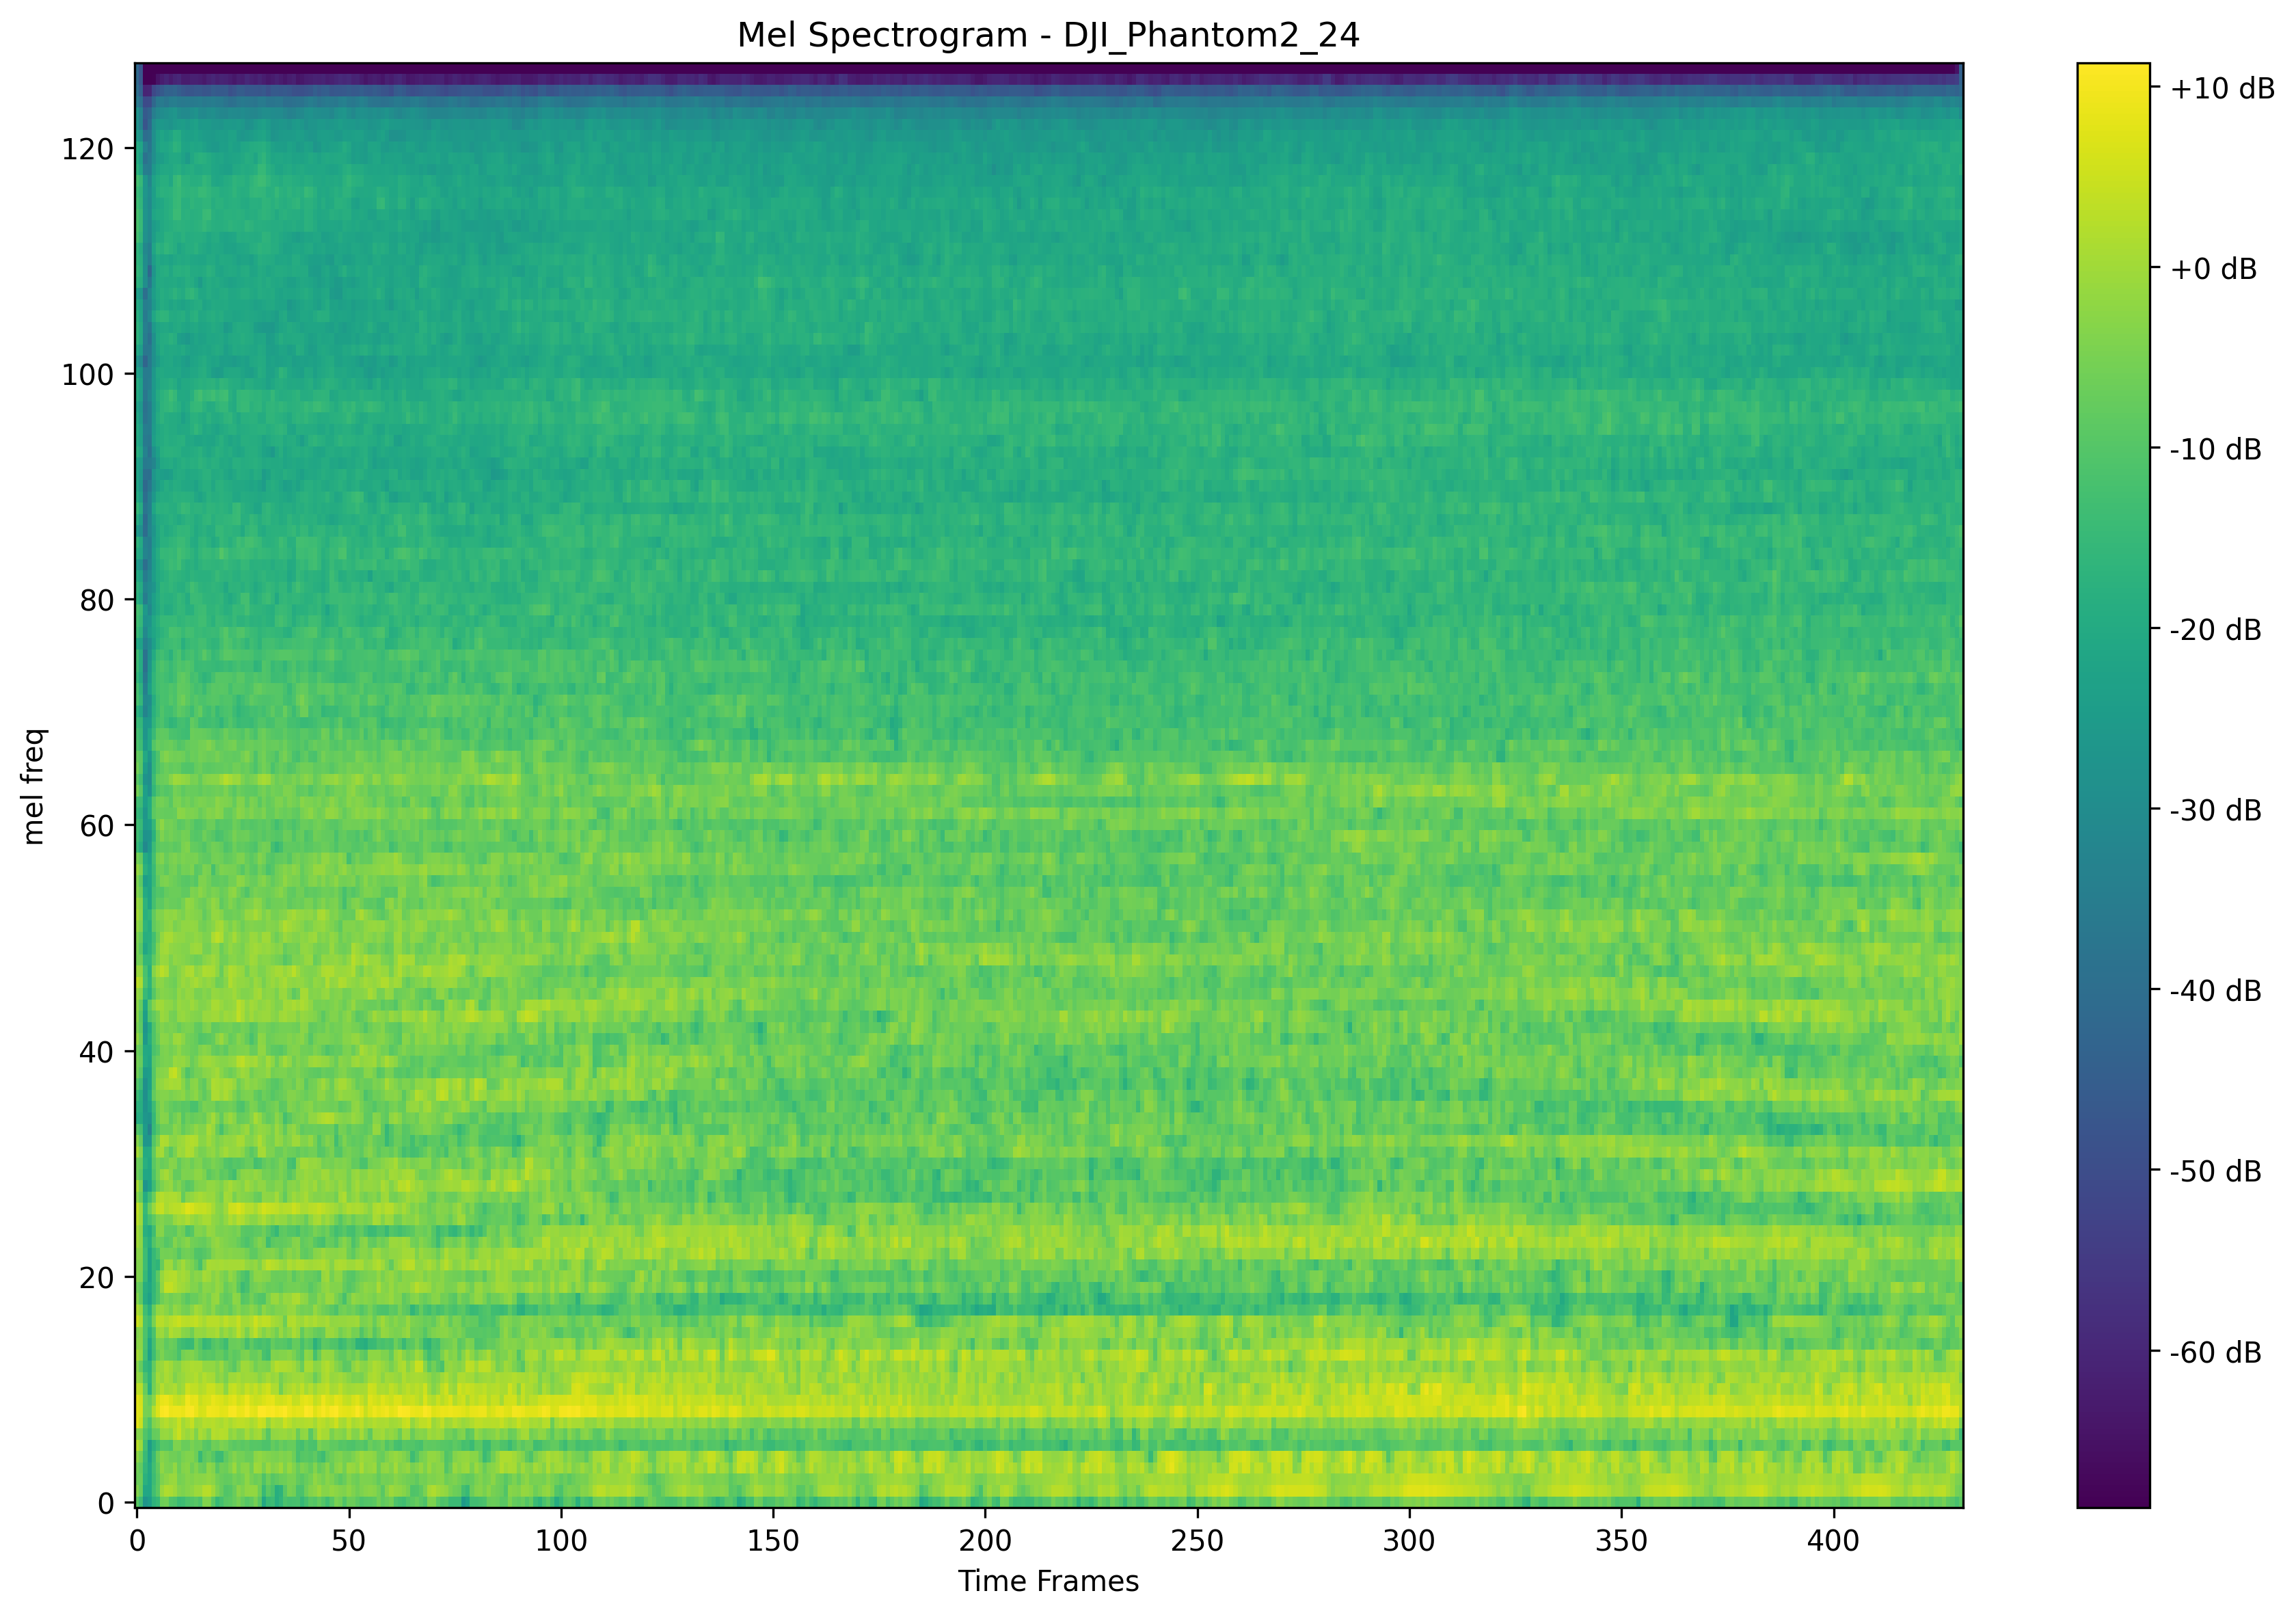 Mel Spectrogram - DJI_Phantom2_24
mel freq
120
100
80
60
40
20
0
0 50 100 150 200 250 300 350 400
Time Frames
+10 dB
+0 dB
-10 dB
-20 dB
-30 dB
-40 dB
-50 dB
-60 dB